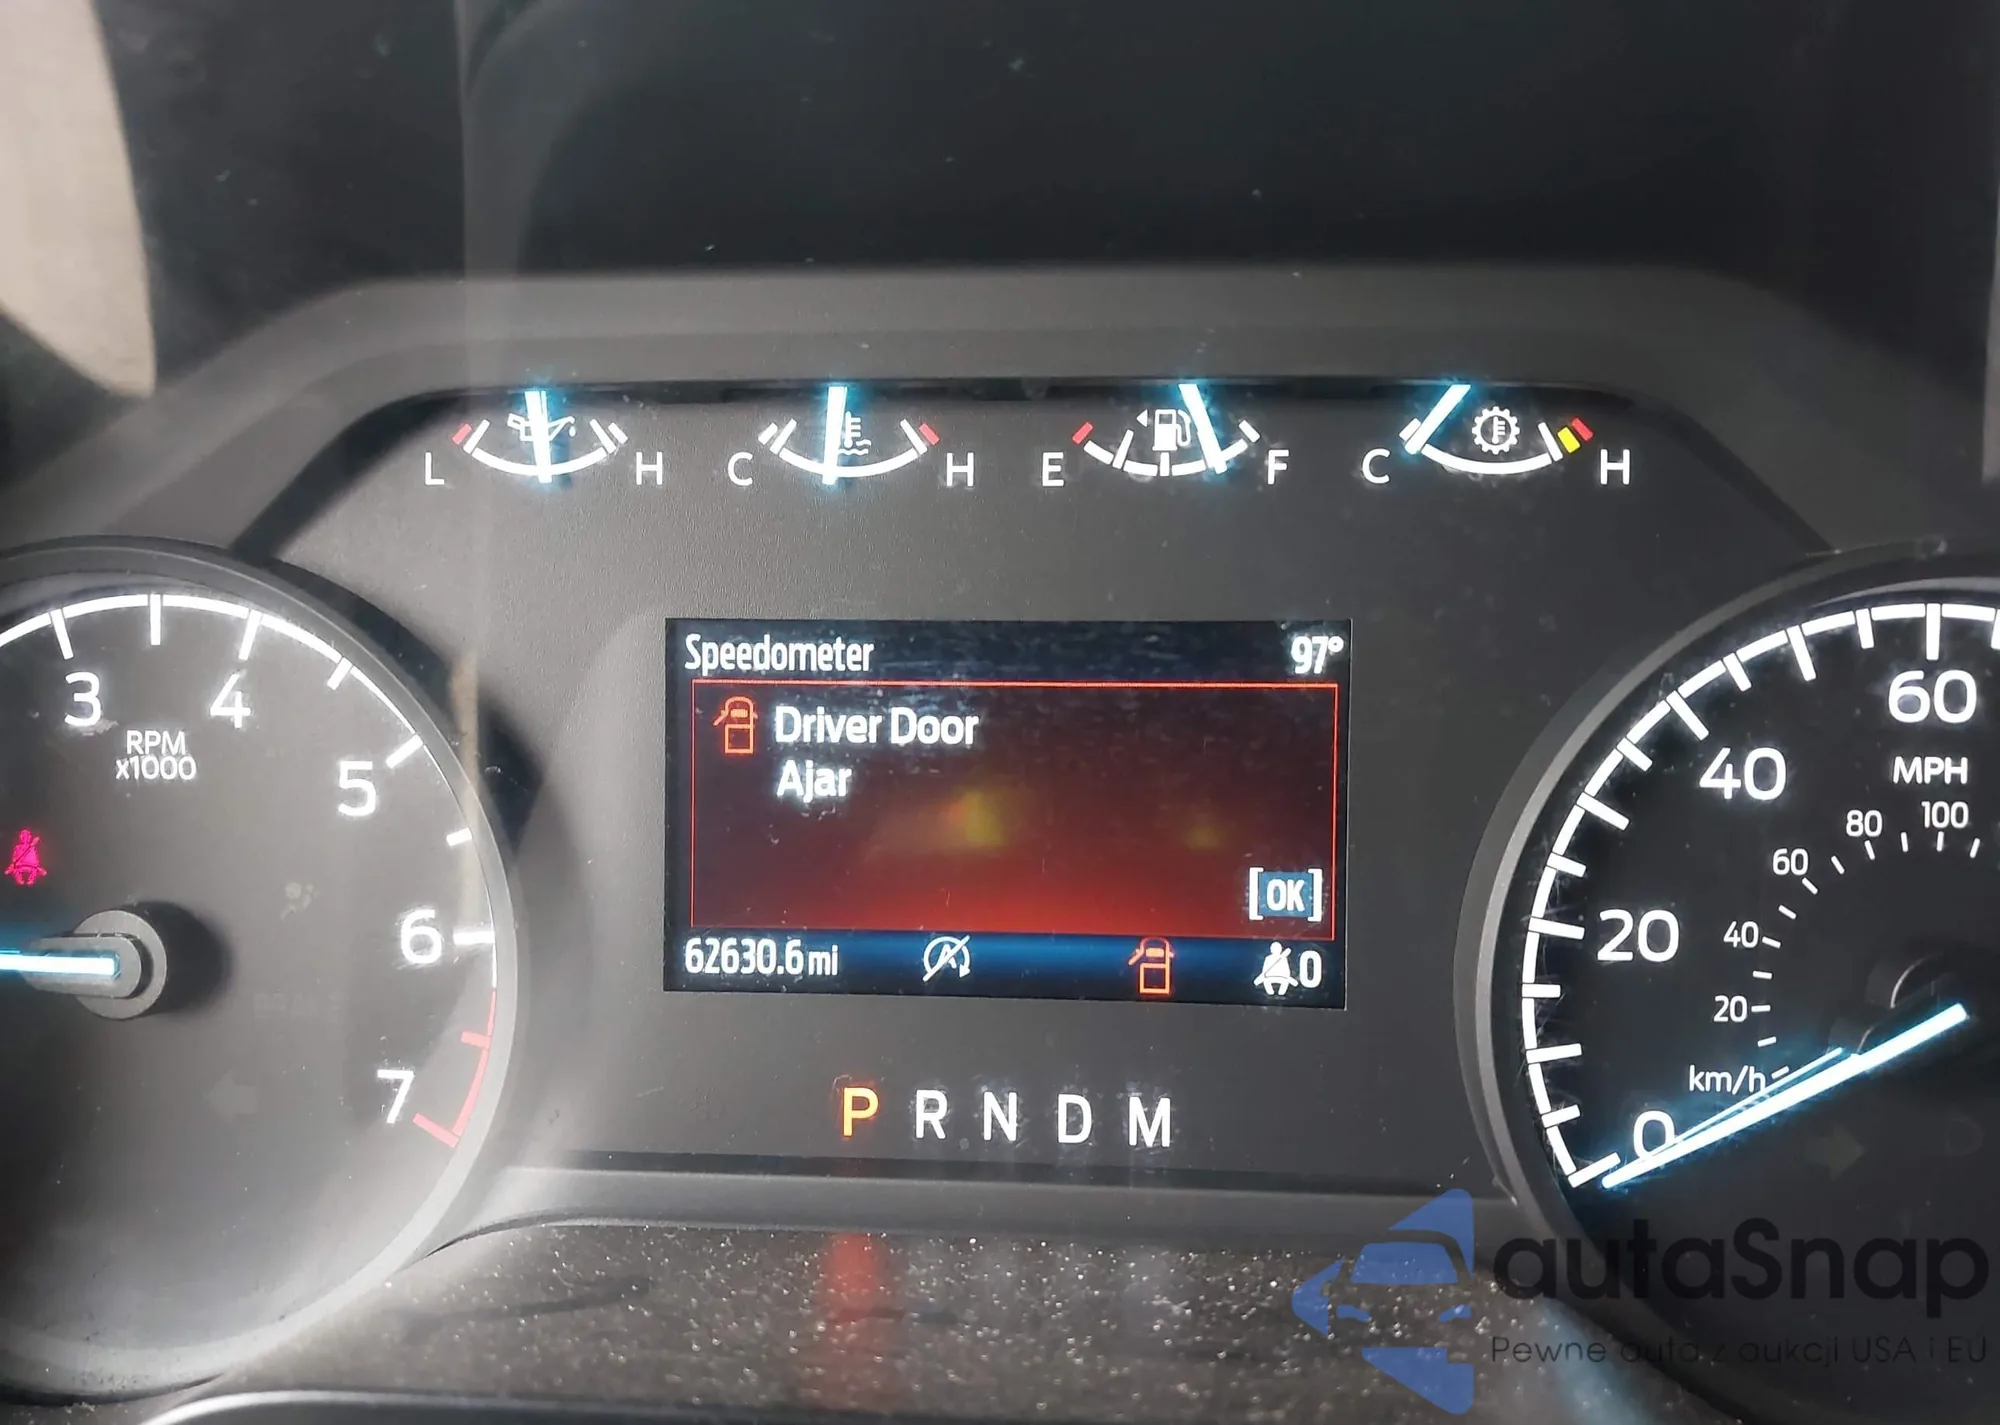 L H C H E F C H
Speedometer 97°
Driver Door
Ajar
[OK]
62630.6 mi 0
P R N D M
3 4 5 6 7
RPM
x1000
0 20 40 60
MPH
20 40 60 80 100
km/h
autaSnap
Pewne auta z aukcji USA i EU